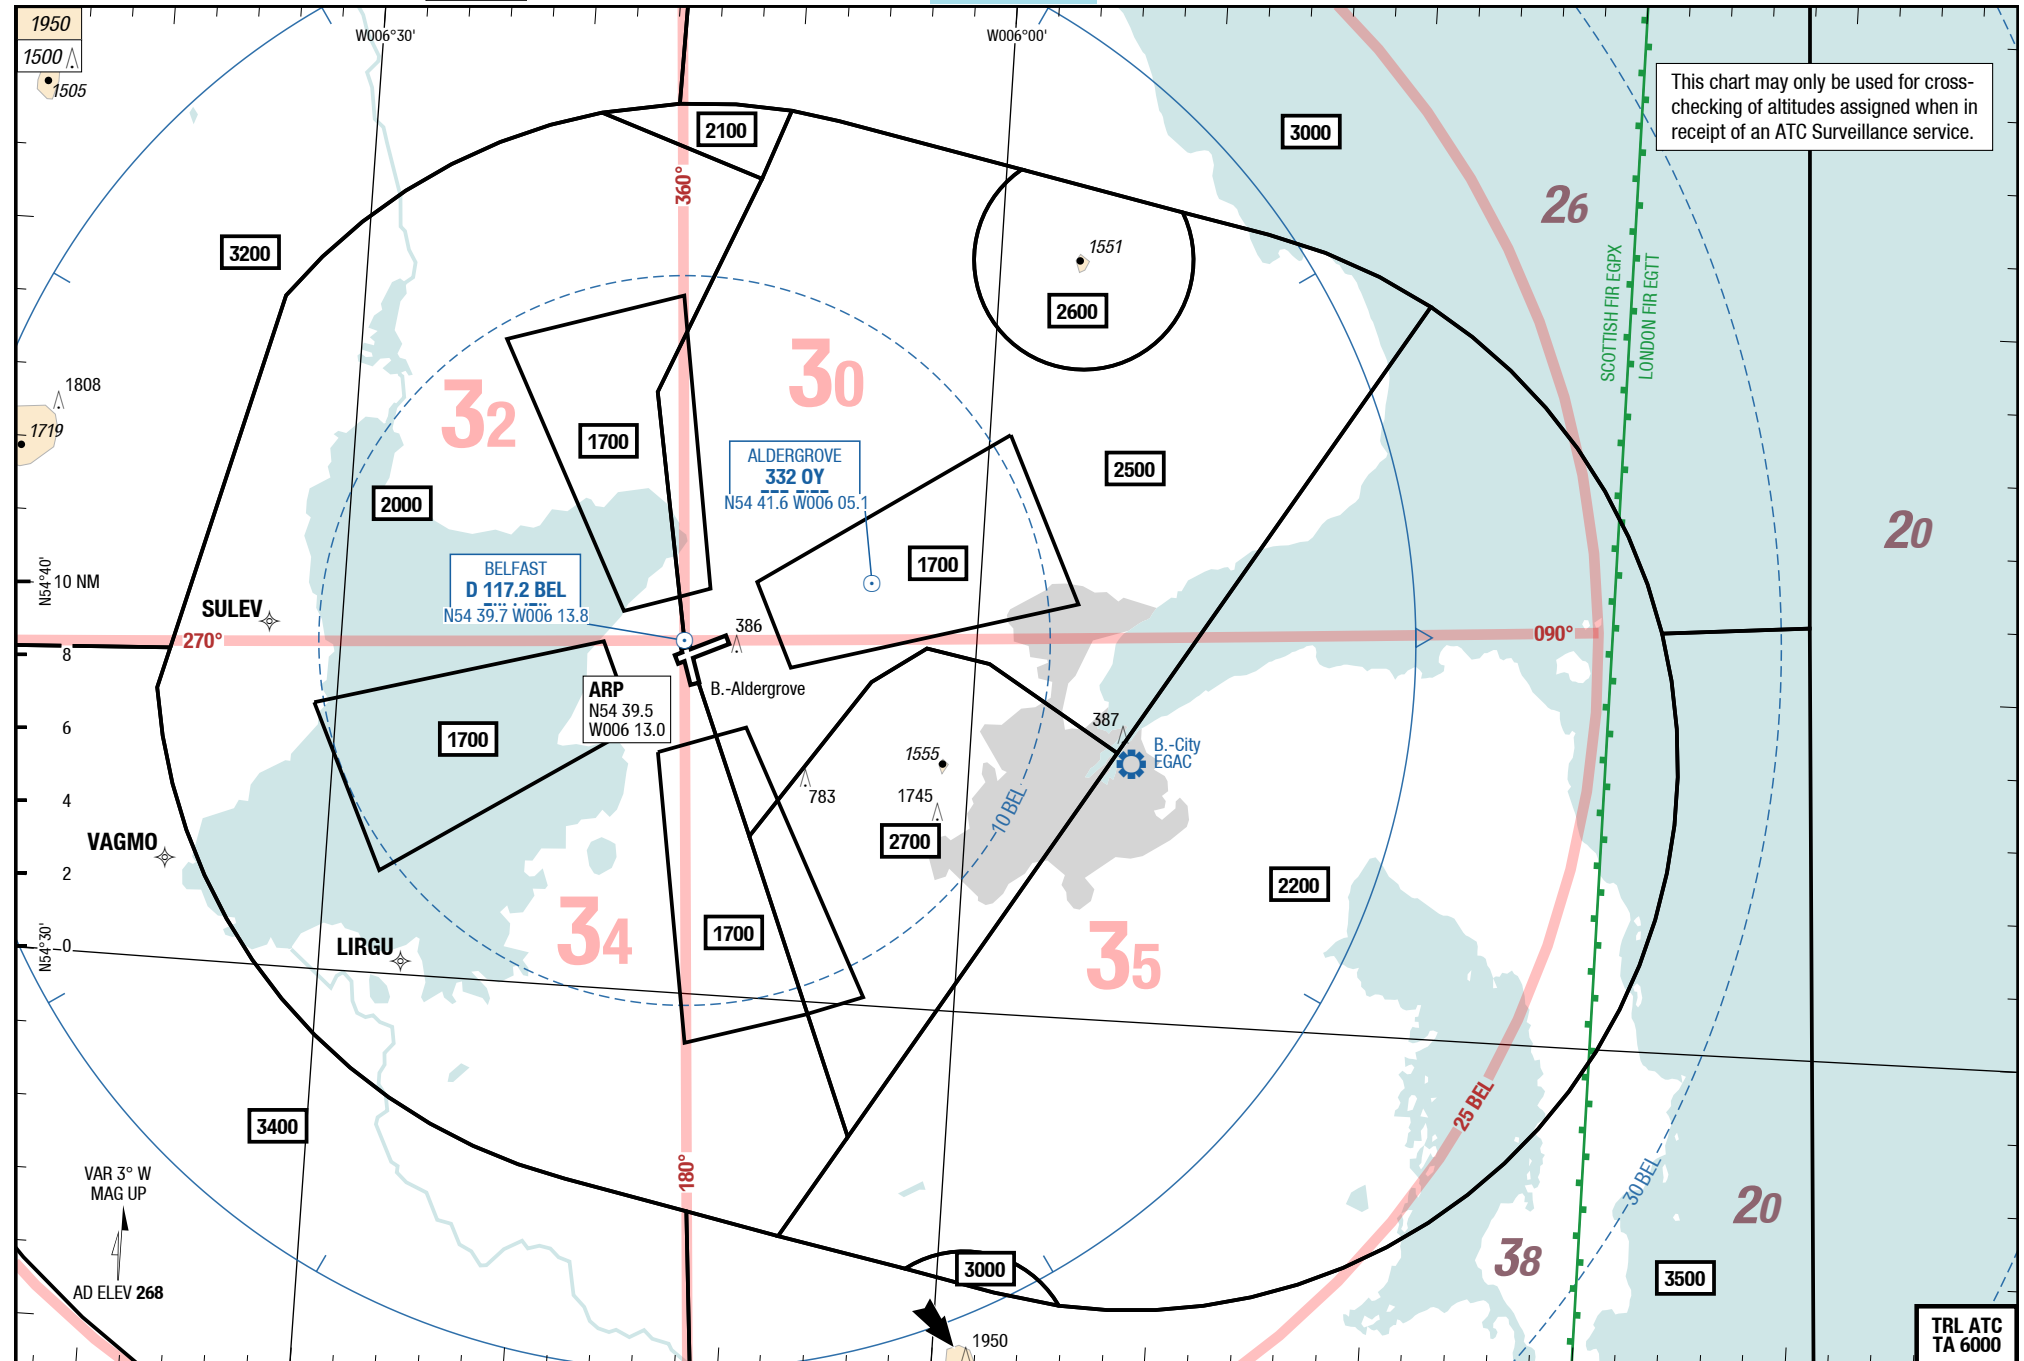 1950
1500
1505
W006°30'
W006°00'
This chart may only be used for cross-
checking of altitudes assigned when in
receipt of an ATC Surveillance service.
2100
3000
360°
26
3200
1551
SCOTTISH FIR EGPX
LONDON FIR EGTT
2600
1808
1719
32
30
1700
2000
ALDERGROVE
332 OY
N54 41.6 W006 05.1
2500
20
1700
N54°40'
10 NM
BELFAST
D 117.2 BEL
N54 39.7 W006 13.8
SULEV
386
270°
090°
8
ARP
N54 39.5
W006 13.0
B.-Aldergrove
6
1700
387
B.-City
EGAC
1555
4
783
1745
10 BEL
VAGMO
2700
2
2200
34
1700
35
N54°30'
0
LIRGU
3400
25 BEL
180°
30 BEL
VAR 3° W
MAG UP
20
38
AD ELEV 268
3000
3500
1950
TRL ATC
TA 6000